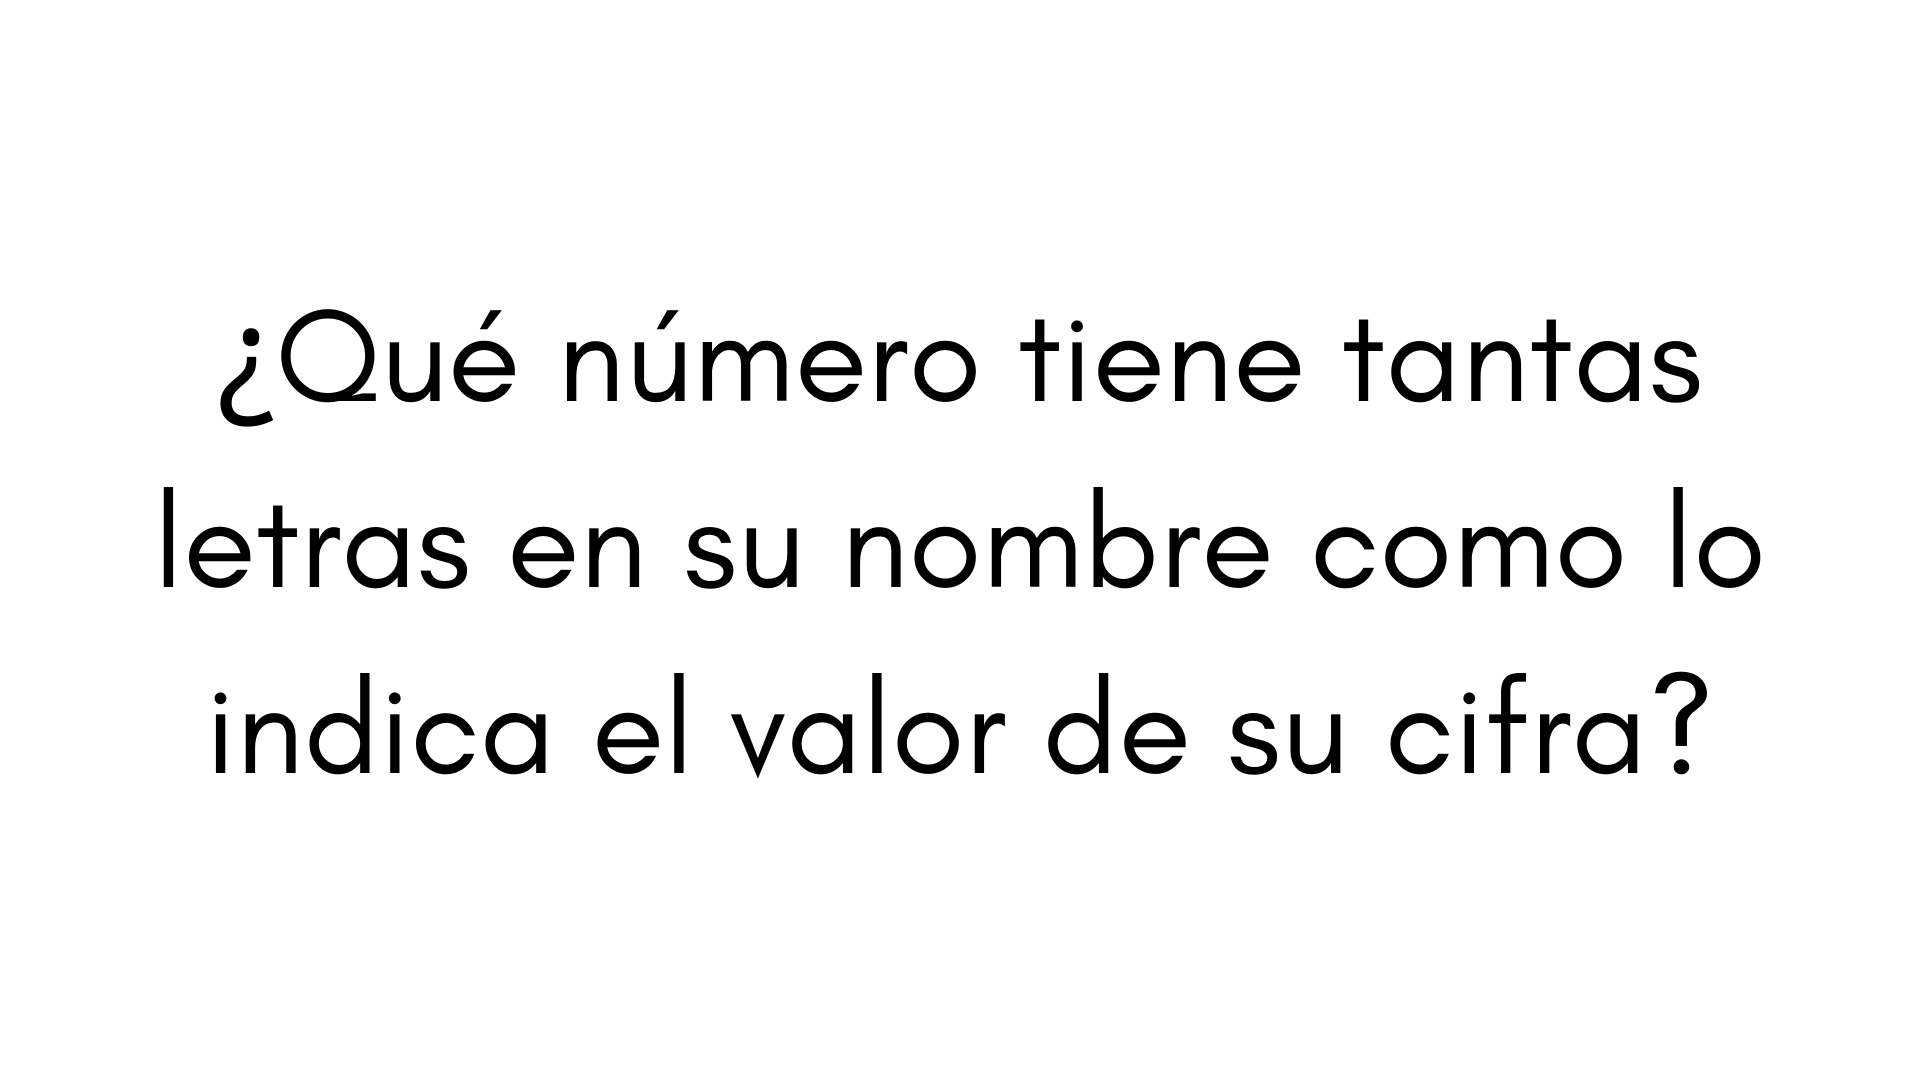 ¿Qué número tiene tantas
letras en su nombre como lo
indica el valor de su cifra?